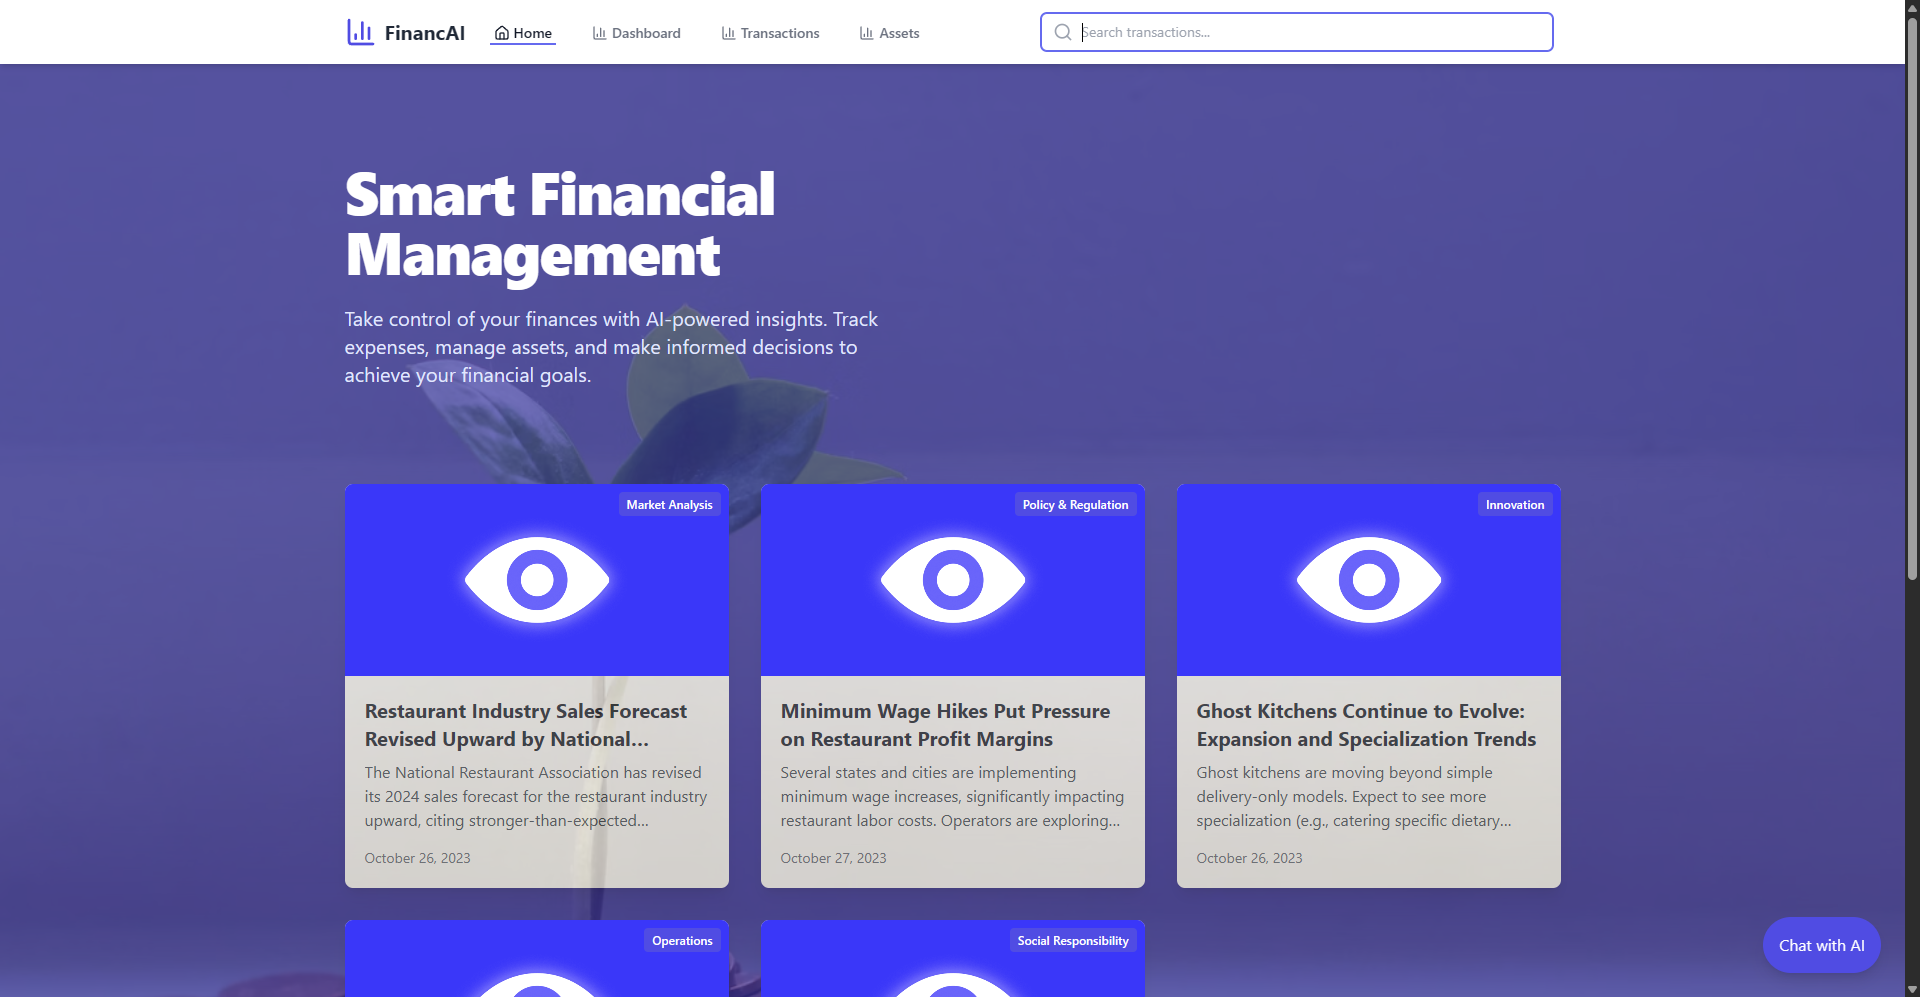 FinancAI
Home
Dashboard
Transactions
Assets
Search transactions...
Smart Financial
Management
Take control of your finances with AI-powered insights. Track
expenses, manage assets, and make informed decisions to
achieve your financial goals.
Market Analysis
Restaurant Industry Sales Forecast
Revised Upward by National...
The National Restaurant Association has revised
its 2024 sales forecast for the restaurant industry
upward, citing stronger-than-expected...
October 26, 2023
Policy & Regulation
Minimum Wage Hikes Put Pressure
on Restaurant Profit Margins
Several states and cities are implementing
minimum wage increases, significantly impacting
restaurant labor costs. Operators are exploring...
October 27, 2023
Innovation
Ghost Kitchens Continue to Evolve:
Expansion and Specialization Trends
Ghost kitchens are moving beyond simple
delivery-only models. Expect to see more
specialization (e.g., catering specific dietary...
October 26, 2023
Operations
Social Responsibility
Chat with AI